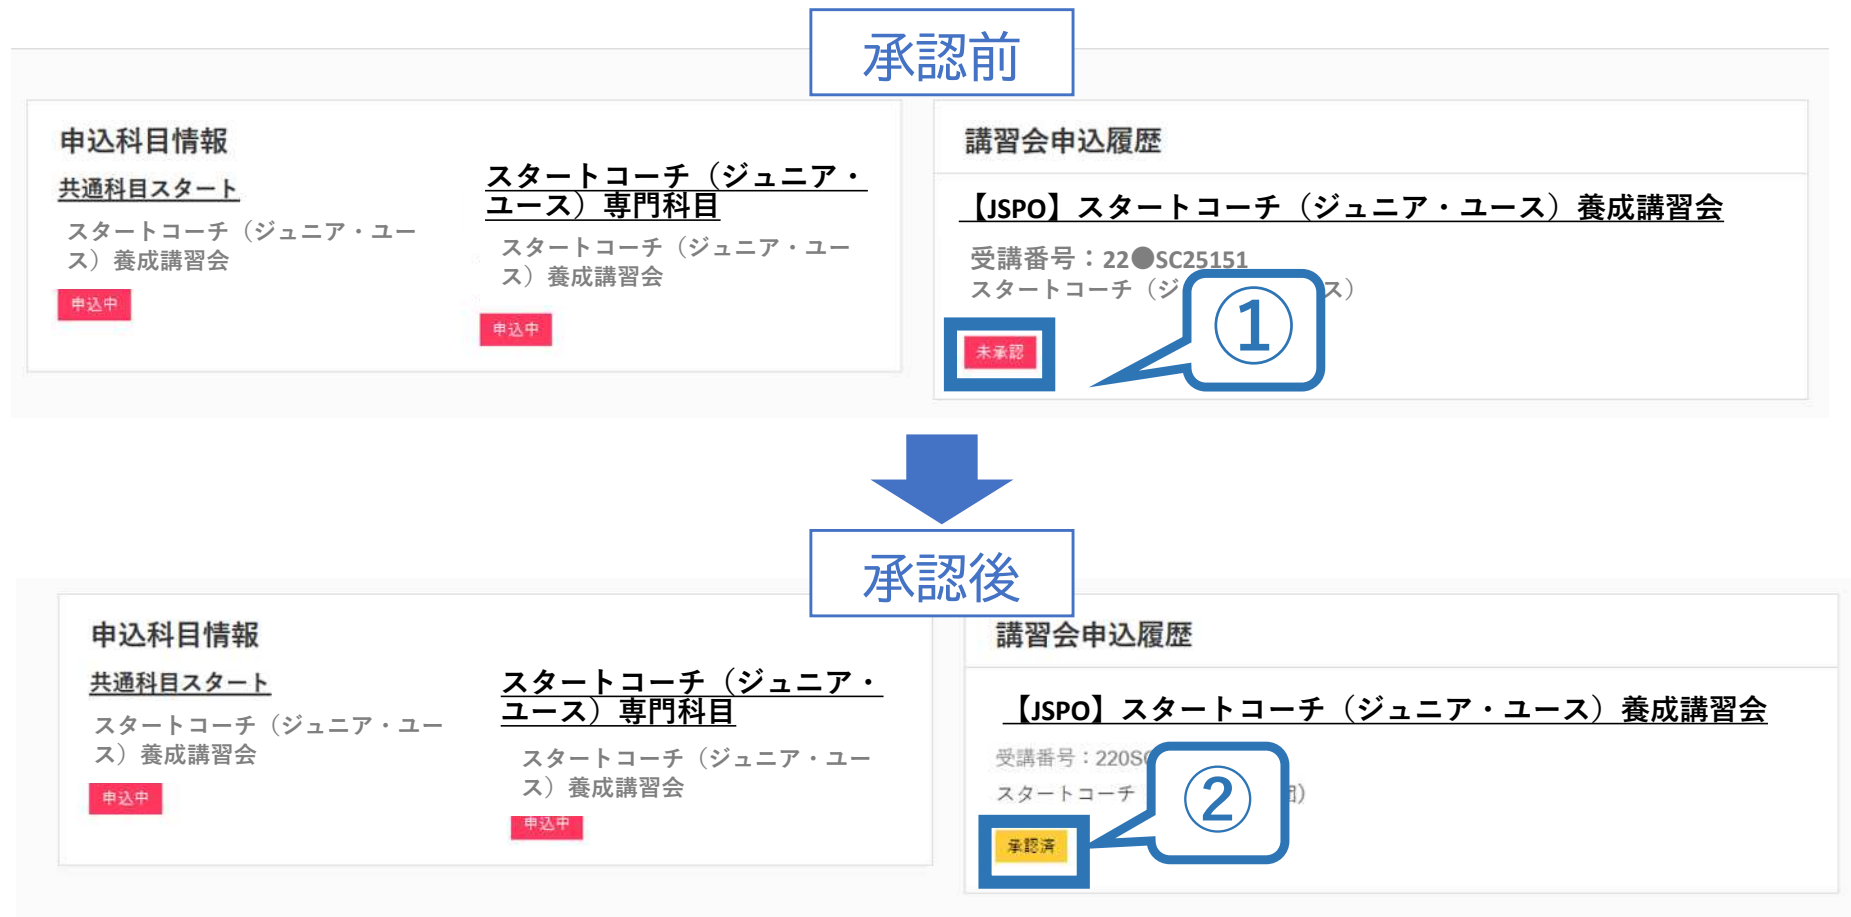 承認前
申込科目情報
共通科目スタート
スタートコーチ（ジュニア・ユー
ス）養成講習会
申込中
スタートコーチ（ジュニア・
ユース）専門科目
スタートコーチ（ジュニア・ユー
ス）養成講習会
申込中
講習会申込履歴
【JSPO】スタートコーチ（ジュニア・ユース）養成講習会
受講番号：22●SC25151
スタートコーチ（ジ ス）
①
未承認
承認後
申込科目情報
共通科目スタート
スタートコーチ（ジュニア・ユー
ス）養成講習会
申込中
スタートコーチ（ジュニア・
ユース）専門科目
スタートコーチ（ジュニア・ユー
ス）養成講習会
申込中
講習会申込履歴
【JSPO】スタートコーチ（ジュニア・ユース）養成講習会
受講番号：220S
スタートコーチ 団）
②
承認済